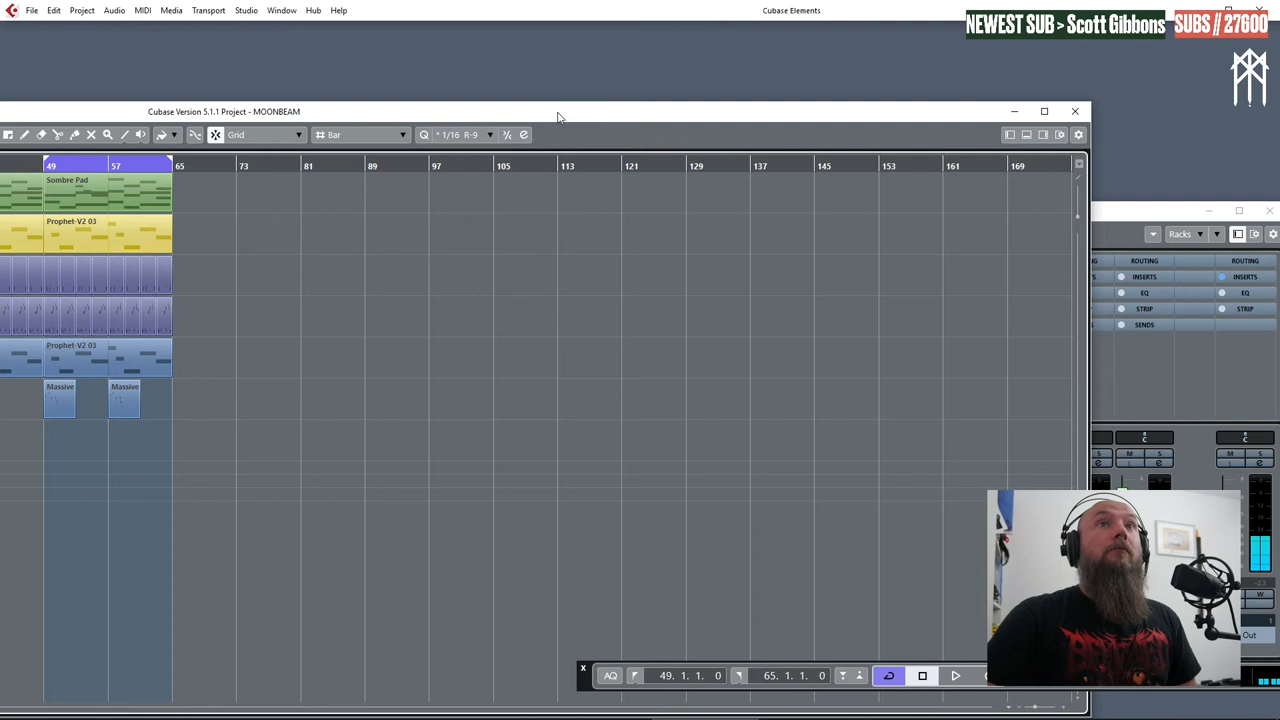 File Edit Project Audio MIDI Media Transport Studio Window Hub Help
Cubase Elements
NEWEST SUB > Scott Gibbons SUBS // 27600
Cubase Version 5.1.1 Project - MOONBEAM
Grid Bar Q * 1/16 R-9
49 57 65 73 81 89 97 105 113 121 129 137 145 153 161 169
Sombre Pad
Prophet-V2 03
Prophet-V2 03
Massive Massive
Racks
ROUTING ROUTING
INSERTS INSERTS
EQ EQ
STRIP STRIP
SENDS
C C
S M S M S
L
W
1
Out
X
AQ 49. 1. 1. 0 65. 1. 1. 0